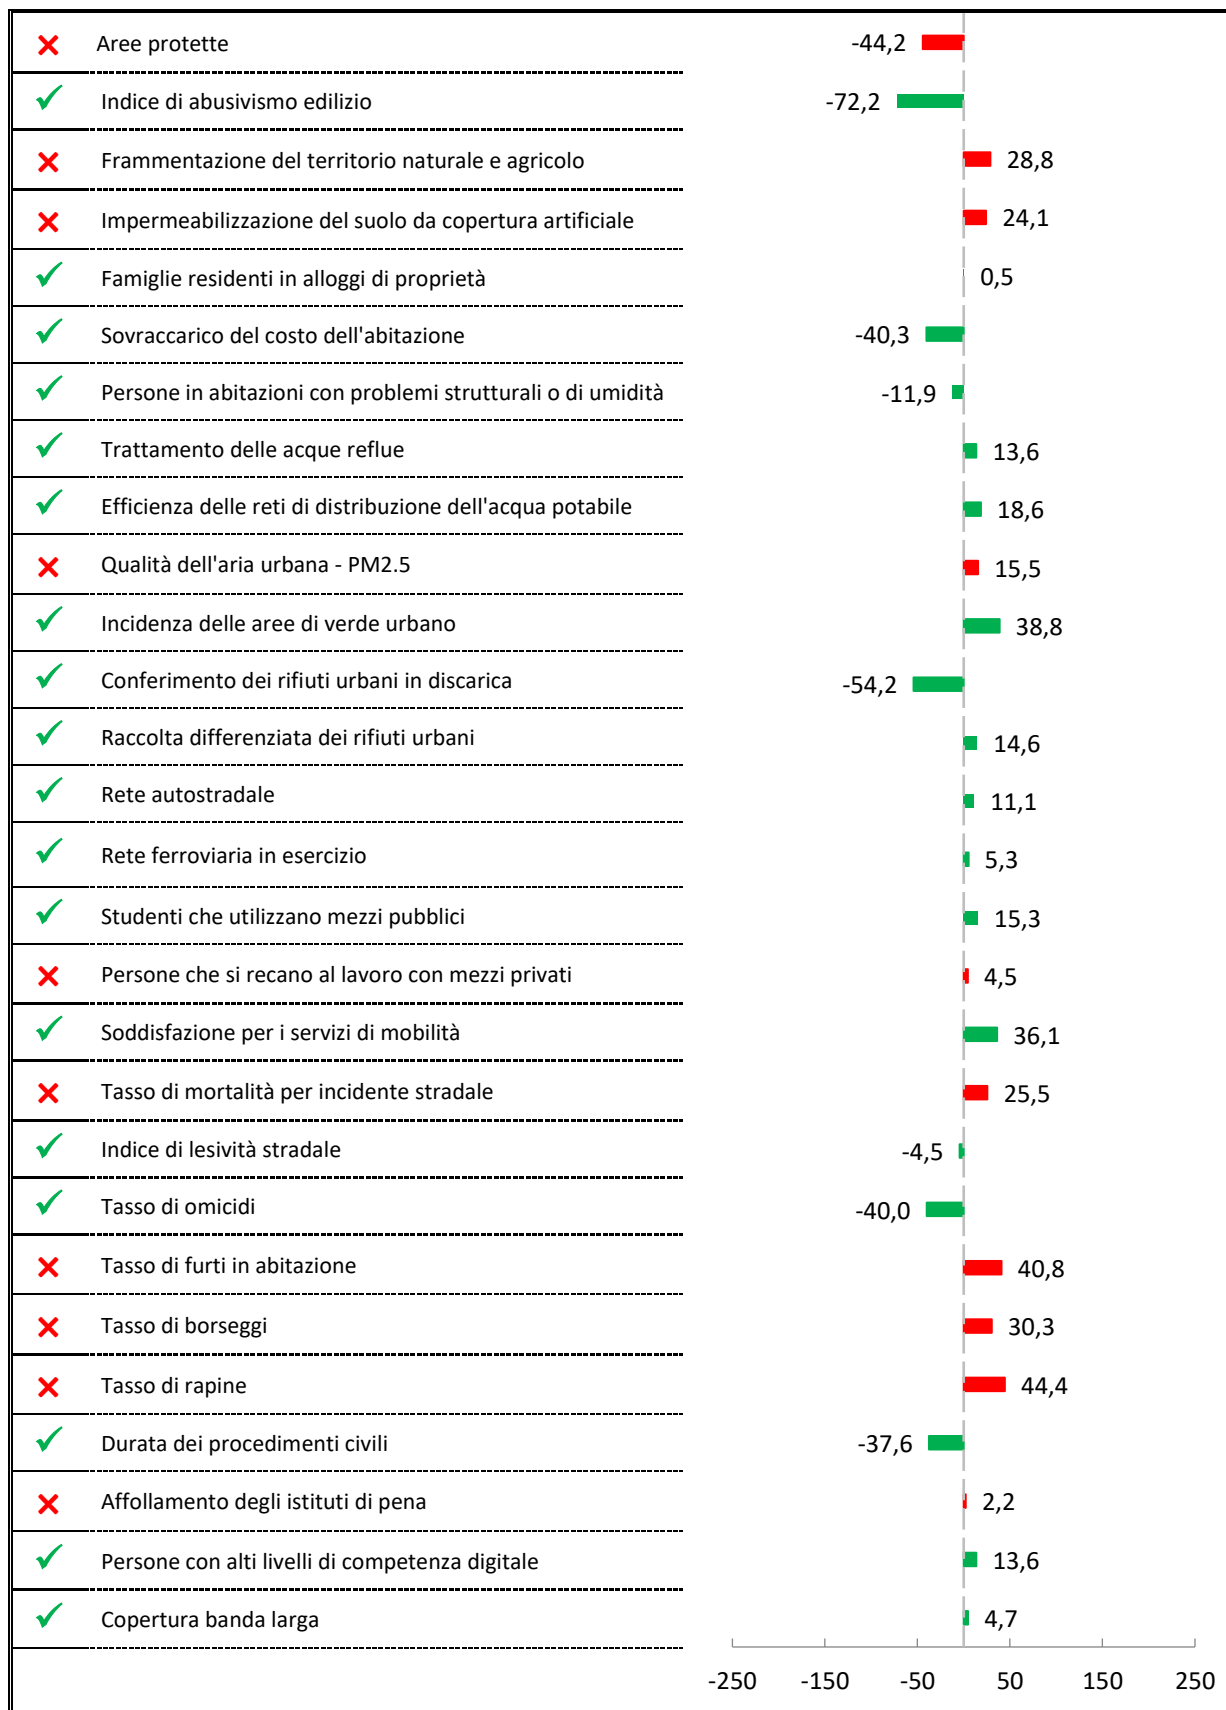 Aree protette -44,2
Indice di abusivismo edilizio -72,2
Frammentazione del territorio naturale e agricolo 28,8
Impermeabilizzazione del suolo da copertura artificiale 24,1
Famiglie residenti in alloggi di proprietà 0,5
Sovraccarico del costo dell'abitazione -40,3
Persone in abitazioni con problemi strutturali o di umidità -11,9
Trattamento delle acque reflue 13,6
Efficienza delle reti di distribuzione dell'acqua potabile 18,6
Qualità dell'aria urbana - PM2.5 15,5
Incidenza delle aree di verde urbano 38,8
Conferimento dei rifiuti urbani in discarica -54,2
Raccolta differenziata dei rifiuti urbani 14,6
Rete autostradale 11,1
Rete ferroviaria in esercizio 5,3
Studenti che utilizzano mezzi pubblici 15,3
Persone che si recano al lavoro con mezzi privati 4,5
Soddisfazione per i servizi di mobilità 36,1
Tasso di mortalità per incidente stradale 25,5
Indice di lesività stradale -4,5
Tasso di omicidi -40,0
Tasso di furti in abitazione 40,8
Tasso di borseggi 30,3
Tasso di rapine 44,4
Durata dei procedimenti civili -37,6
Affollamento degli istituti di pena 2,2
Persone con alti livelli di competenza digitale 13,6
Copertura banda larga 4,7
-250 -150 -50 50 150 250